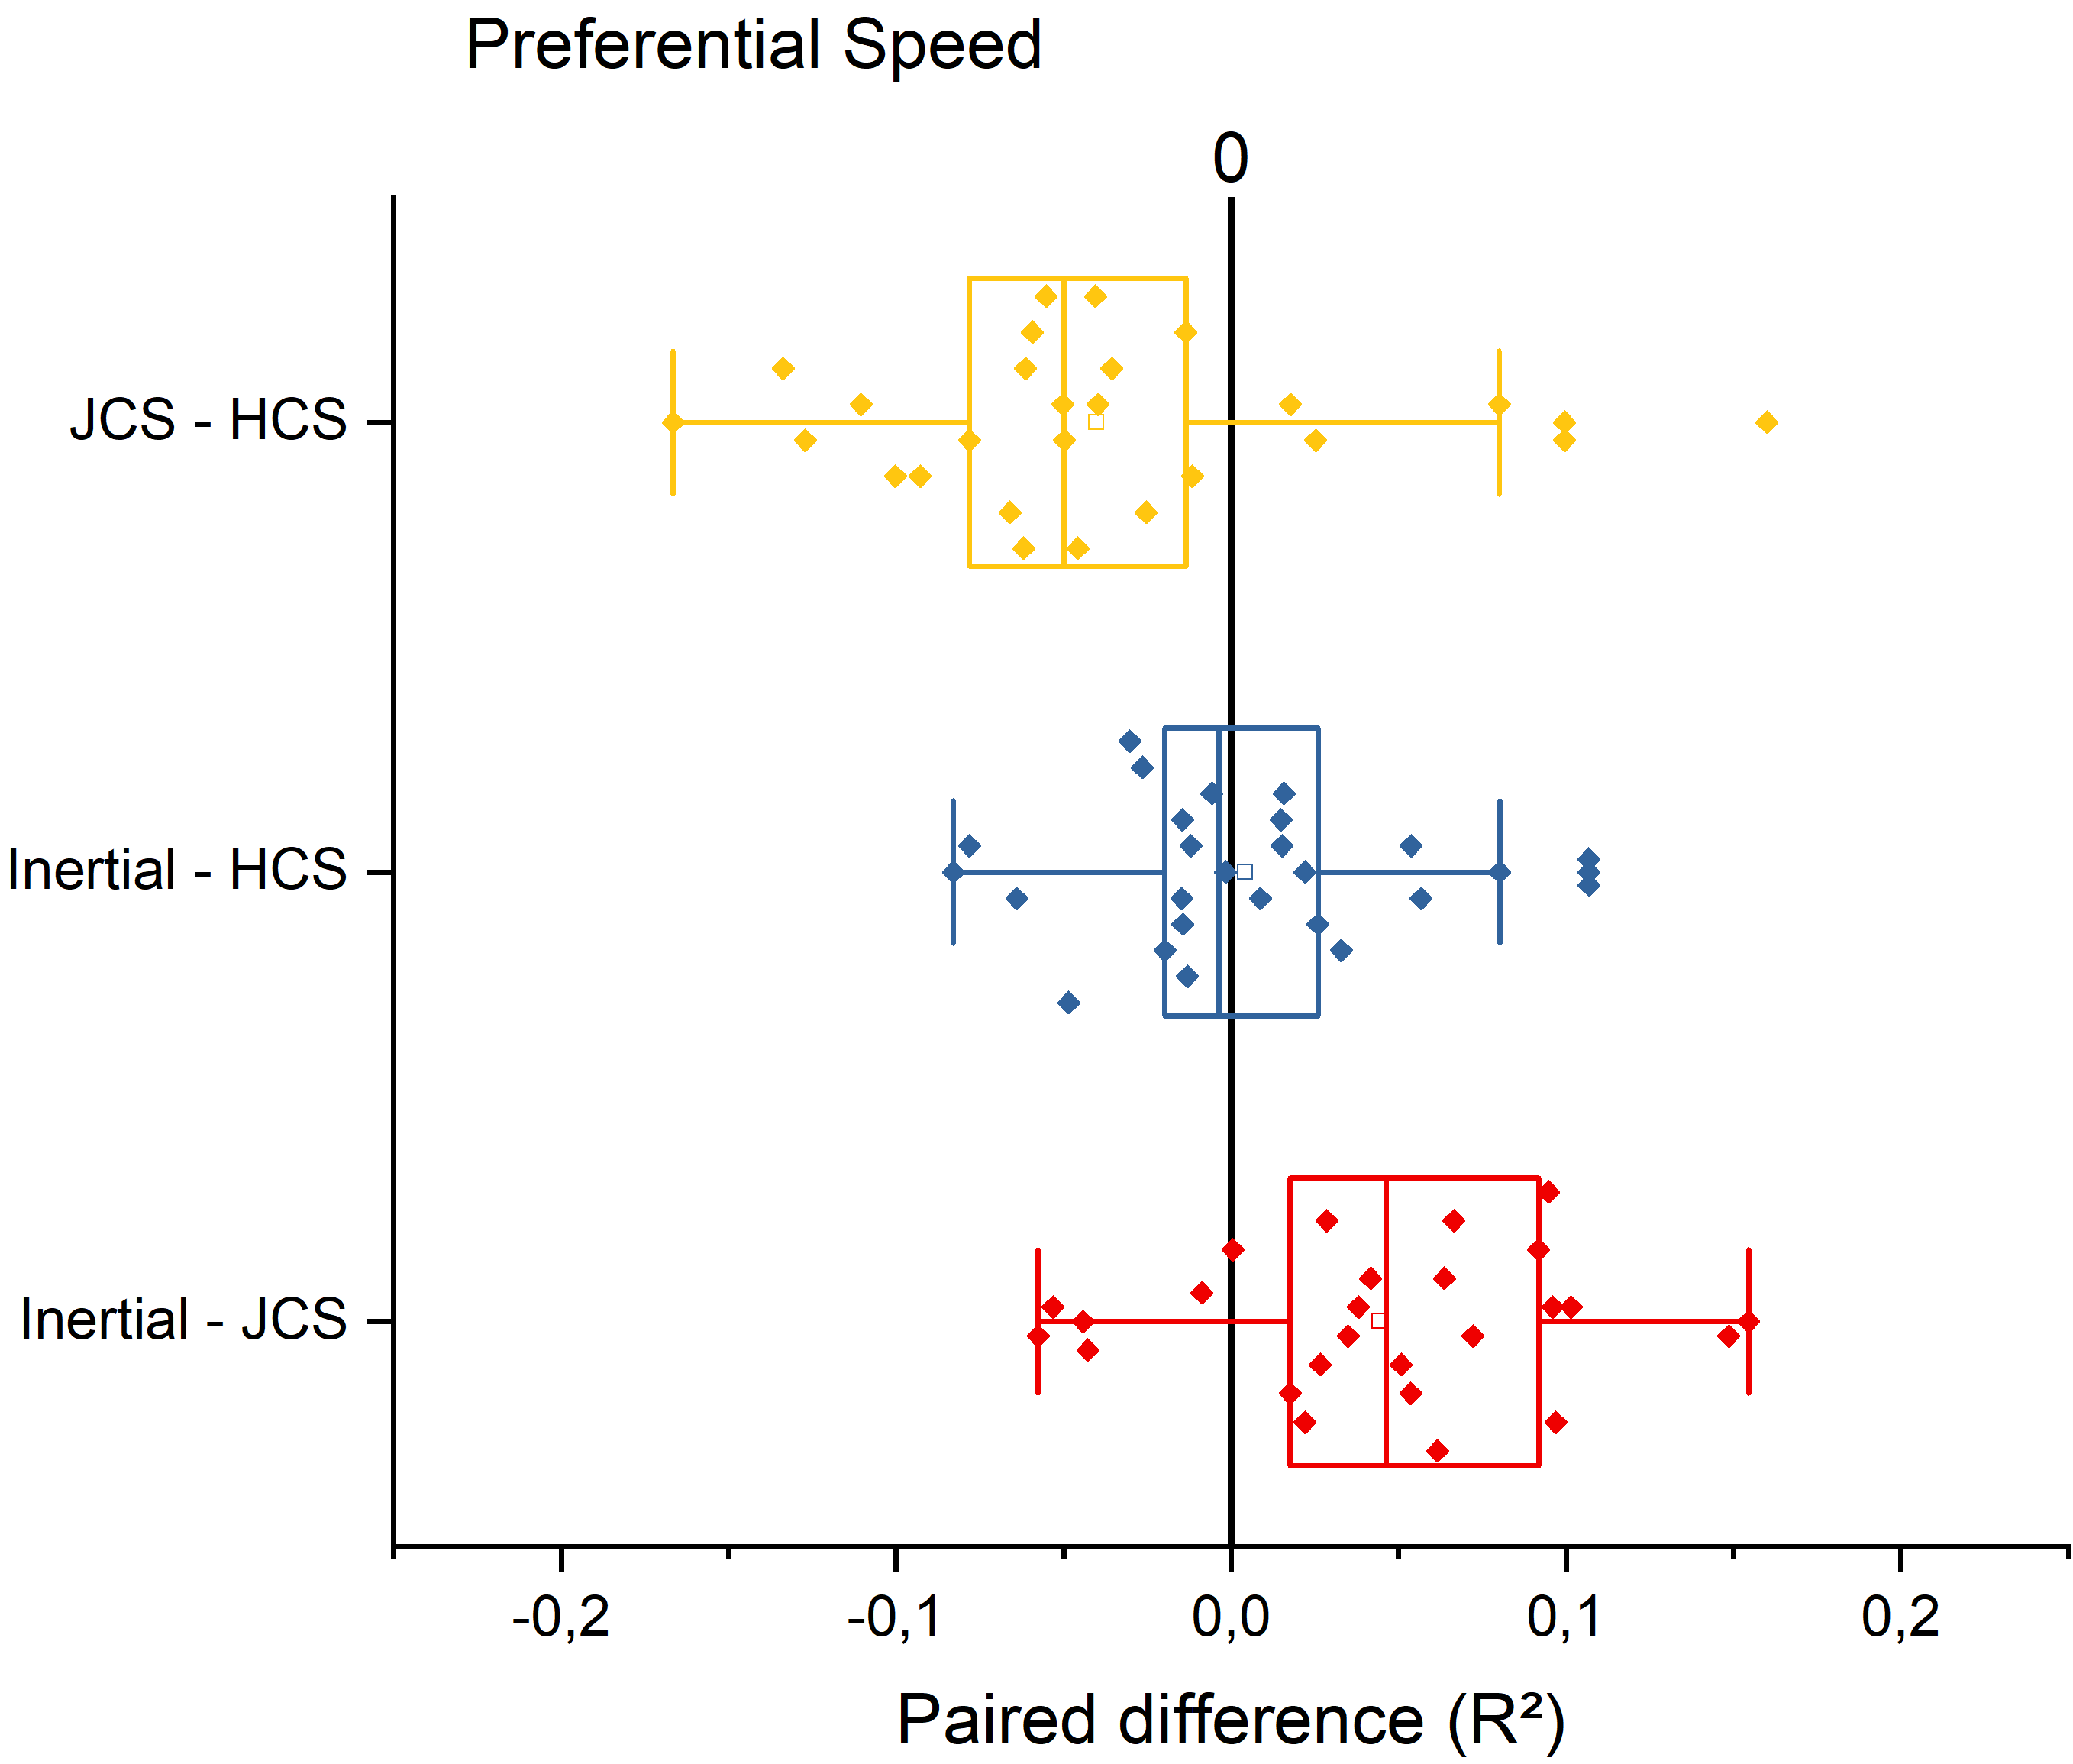 Preferential Speed
0
JCS - HCS
Inertial - HCS
Inertial - JCS
-0,2 -0,1 0,0 0,1 0,2
Paired difference (R²)